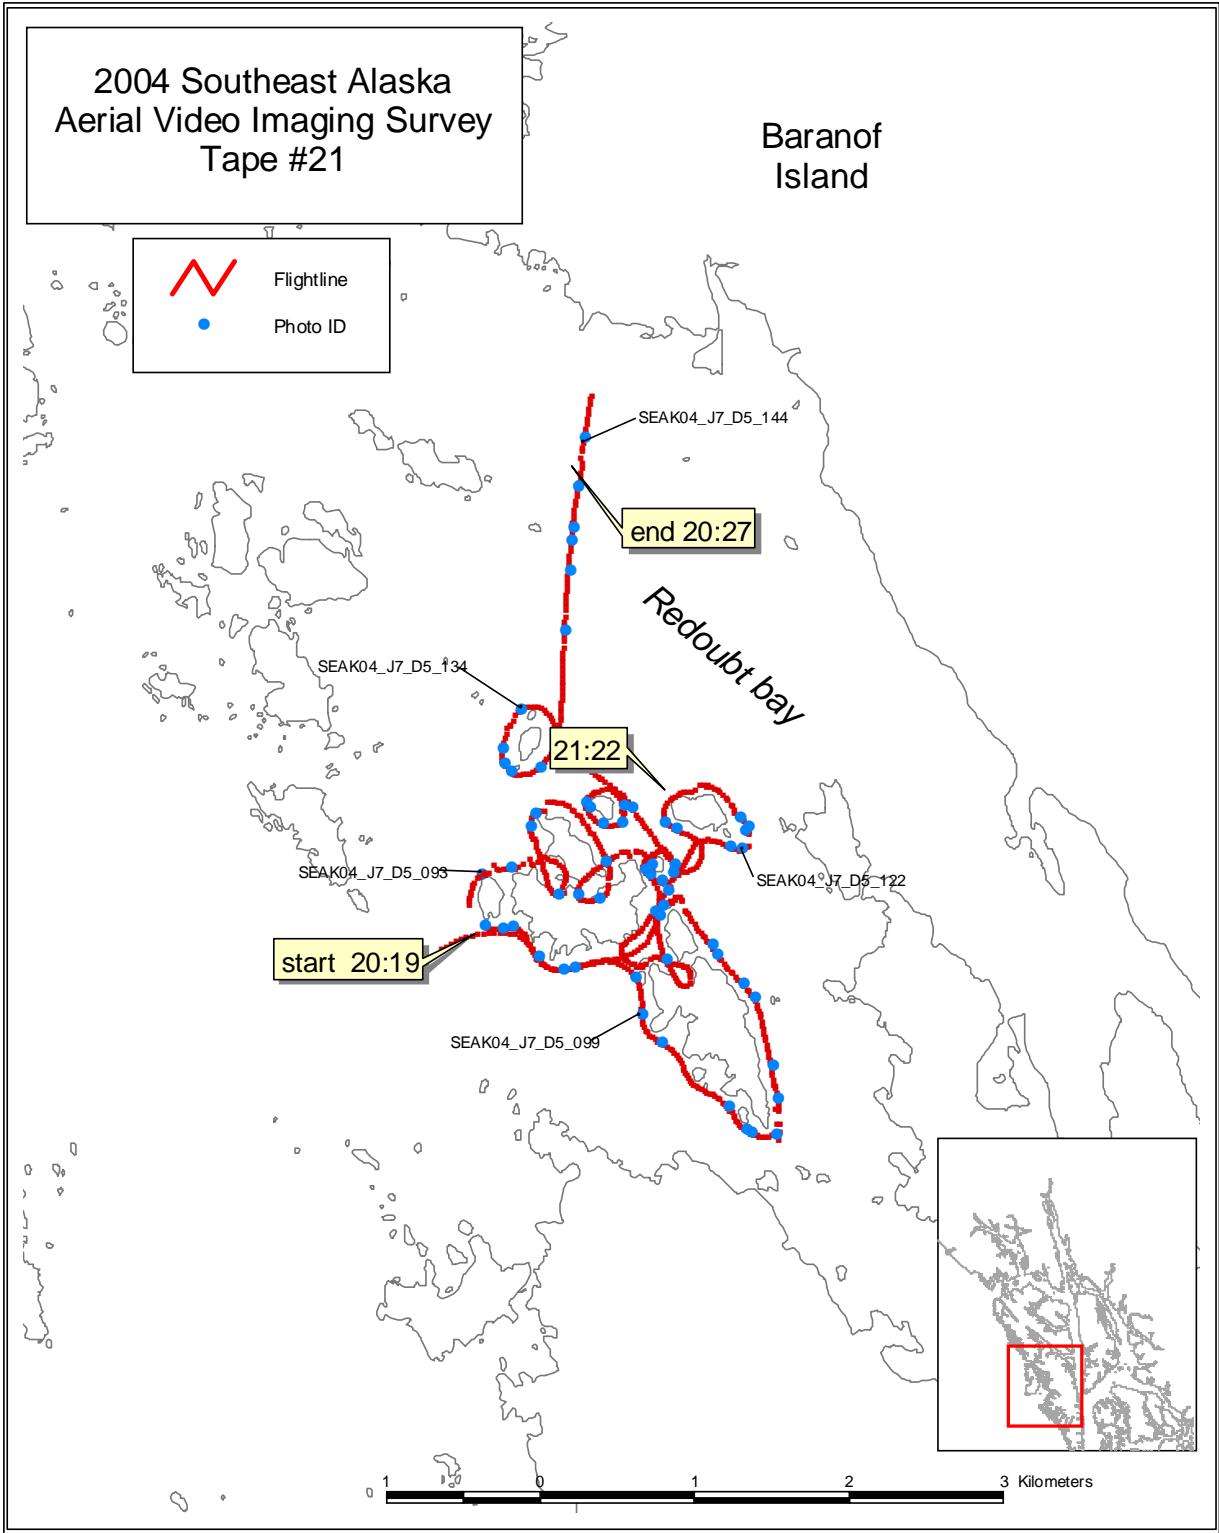 2004 Southeast Alaska
Aerial Video Imaging Survey
Tape #21
Baranof
Island
Flightline
Photo ID
SEAK04_J7_D5_144
end 20:27
Redoubt bay
SEAK04_J7_D5_134
21:22
SEAK04_J7_D5_093
SEAK04_J7_D5_122
start 20:19
SEAK04_J7_D5_099
1 0 1 2 3 Kilometers